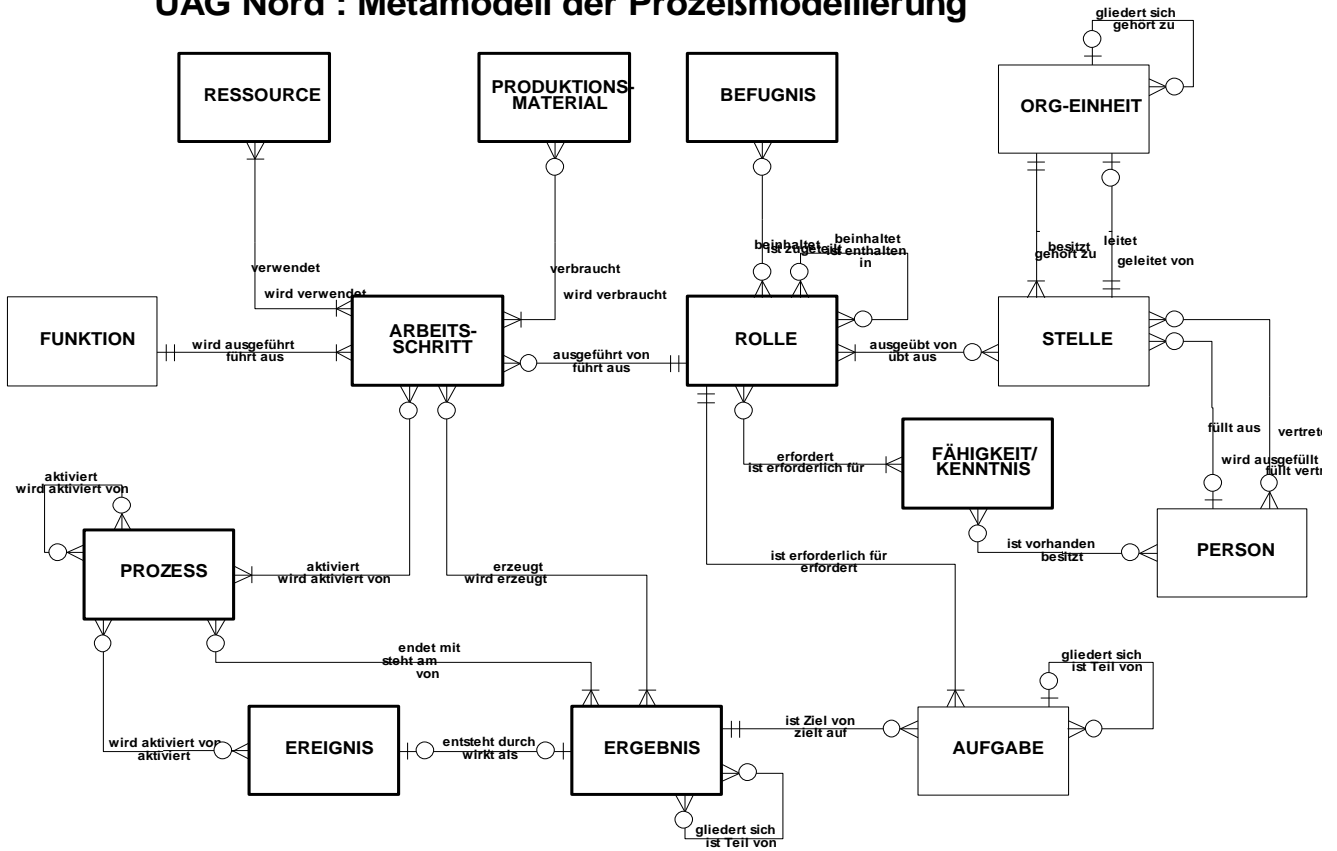 UAG Nord : Metamodell der Prozeßmodellierung
gliedert sich
gehört zu
RESSOURCE
PRODUKTIONS-
MATERIAL
BEFUGNIS
ORG-EINHEIT
beinhaltet
ist zugeteilt
beinhaltet
ist enthalten
in
besitzt
gehört zu
leitet
geleitet von
verwendet
wird verwendet
verbraucht
wird verbraucht
FUNKTION
wird ausgeführt
führt aus
ARBEITS-
SCHRITT
ausgeführt von
führt aus
ROLLE
ausgeübt von
übt aus
STELLE
füllt aus
wird ausgefüllt
erfordert
ist erforderlich für
FÄHIGKEIT/
KENNTNIS
aktiviert
wird aktiviert von
PROZESS
aktiviert
wird aktiviert von
erzeugt
wird erzeugt
ist erforderlich für
erfordert
ist vorhanden
besitzt
PERSON
endet mit
steht am
von
gliedert sich
ist Teil von
wird aktiviert von
aktiviert
EREIGNIS
entsteht durch
wirkt als
ERGEBNIS
ist Ziel von
zielt auf
AUFGABE
gliedert sich
ist Teil von